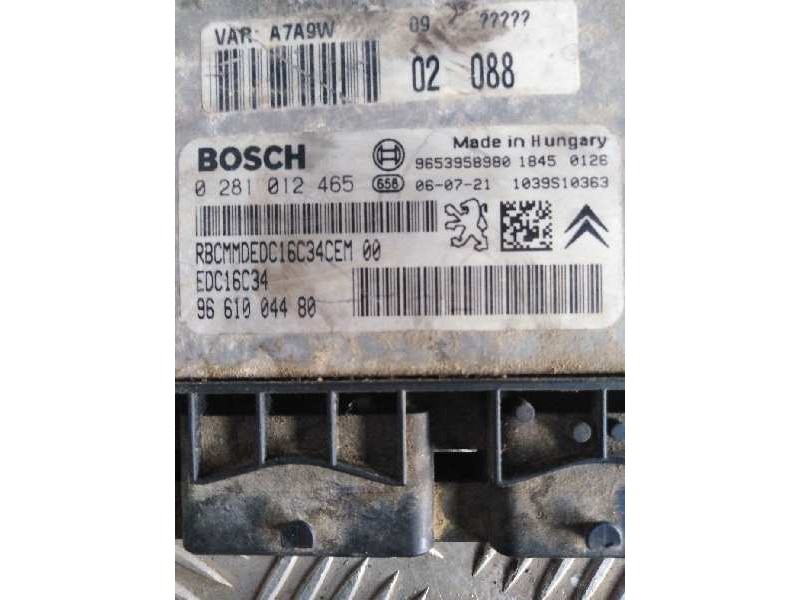 VAR: A7A9W 09 ?????
02 088
BOSCH Made in Hungary
9653958980 1845 0126
0 281 012 465 658 06-07-21 1039S10363
RBCMMDEDC16C34CEM 00
EDC16C34
96 610 044 80